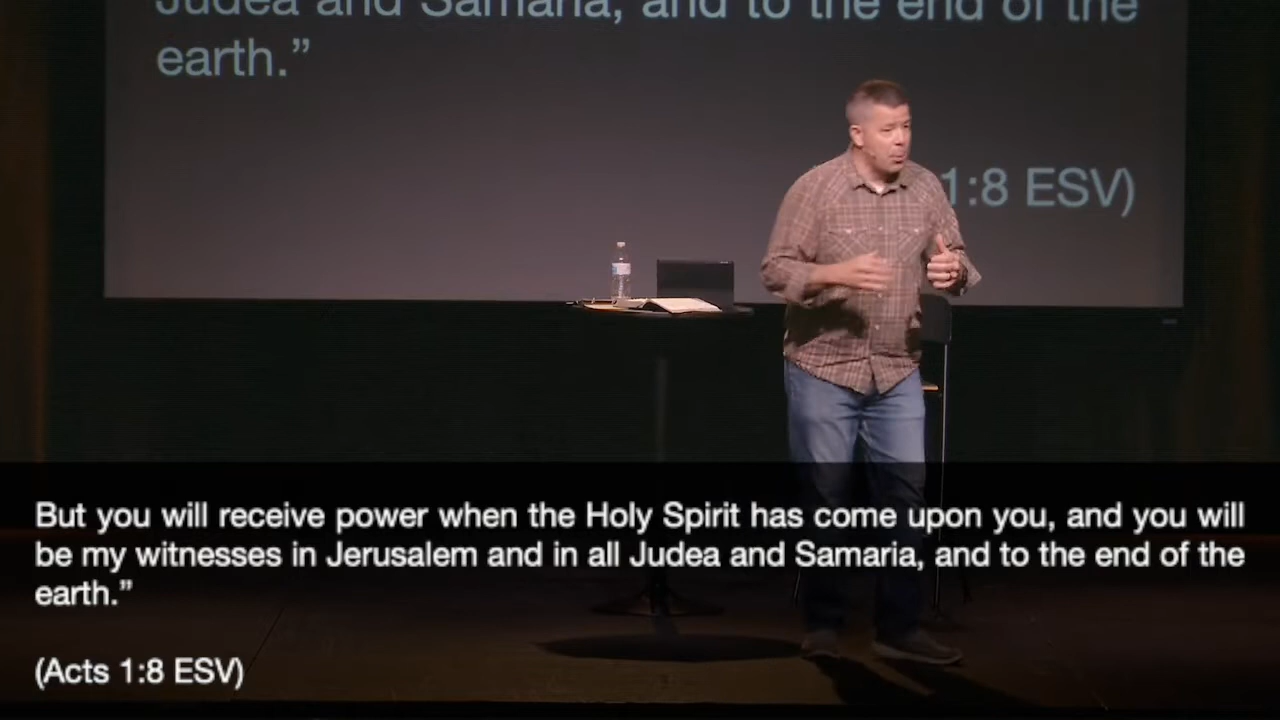 Judea and Samaria, and to the end of the
earth.”
1:8 ESV)
But you will receive power when the Holy Spirit has come upon you, and you will
be my witnesses in Jerusalem and in all Judea and Samaria, and to the end of the
earth.”
(Acts 1:8 ESV)